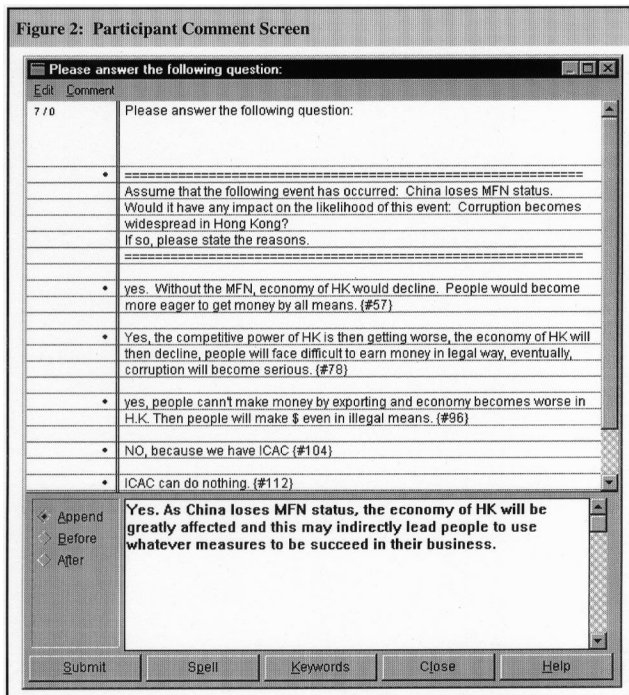 Figure 2: Participant Comment Screen
Please answer the following question:
Edit Comment
7 / 0 Please answer the following question:
• ================================================================
Assume that the following event has occurred: China loses MFN status.
Would it have any impact on the likelihood of this event: Corruption becomes
widespread in Hong Kong?
If so, please state the reasons.
================================================================
• yes. Without the MFN, economy of HK would decline. People would become
more eager to get money by all means. {#57}
• Yes, the competitive power of HK is then getting worse, the economy of HK will
then decline, people will face difficult to earn money in legal way, eventually,
corruption will become serious. {#78}
• yes, people cann't make money by exporting and economy becomes worse in
H.K. Then people will make $ even in illegal means. {#96}
• NO, because we have ICAC {#104}
• ICAC can do nothing. {#112}
Append
Before
After
Yes. As China loses MFN status, the economy of HK will be
greatly affected and this may indirectly lead people to use
whatever measures to be succeed in their business.
Submit Spell Keywords Close Help